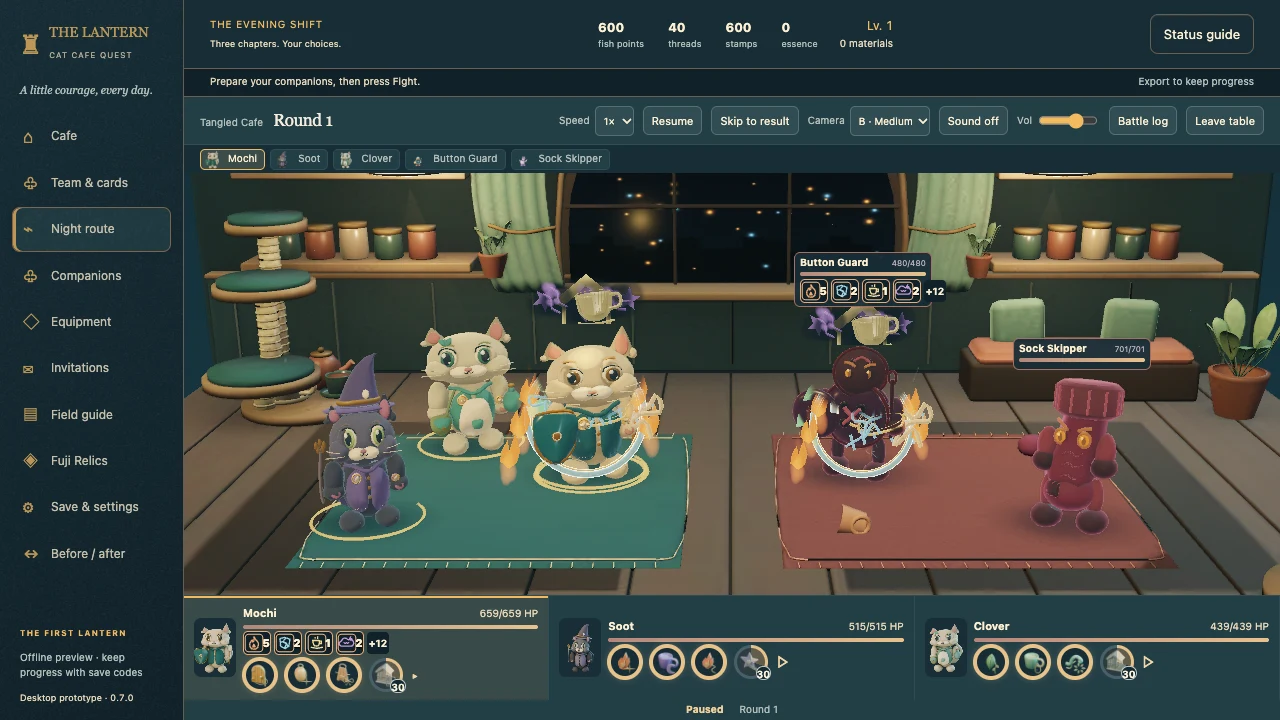 THE LANTERN
CAT CAFE QUEST
A little courage, every day.
Cafe
Team & cards
Night route
Companions
Equipment
Invitations
Field guide
Fuji Relics
Save & settings
Before / after
THE FIRST LANTERN
Offline preview · keep
progress with save codes
Desktop prototype · 0.7.0
THE EVENING SHIFT
Three chapters. Your choices.
600 fish points
40 threads
600 stamps
0 essence
Lv. 1
0 materials
Status guide
Prepare your companions, then press Fight.
Export to keep progress
Tangled Cafe Round 1
Speed 1x Resume Skip to result Camera B · Medium Sound off Vol Battle log Leave table
Mochi Soot Clover Button Guard Sock Skipper
Button Guard 480/480
5 2 1 2 +12
Sock Skipper 701/701
Mochi 659/659 HP
5 2 1 2 +12
30
Soot 515/515 HP
30
Clover 439/439 HP
30
Paused Round 1